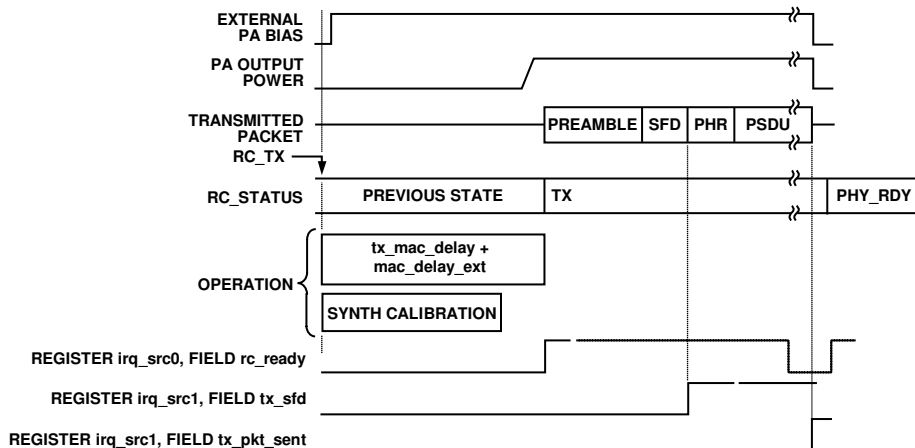 EXTERNAL
PA BIAS
PA OUTPUT
POWER
TRANSMITTED
PACKET
PREAMBLE SFD PHR PSDU
RC_TX
RC_STATUS PREVIOUS STATE TX PHY_RDY
OPERATION
tx_mac_delay +
mac_delay_ext
SYNTH CALIBRATION
REGISTER irq_src0, FIELD rc_ready
REGISTER irq_src1, FIELD tx_sfd
REGISTER irq_src1, FIELD tx_pkt_sent